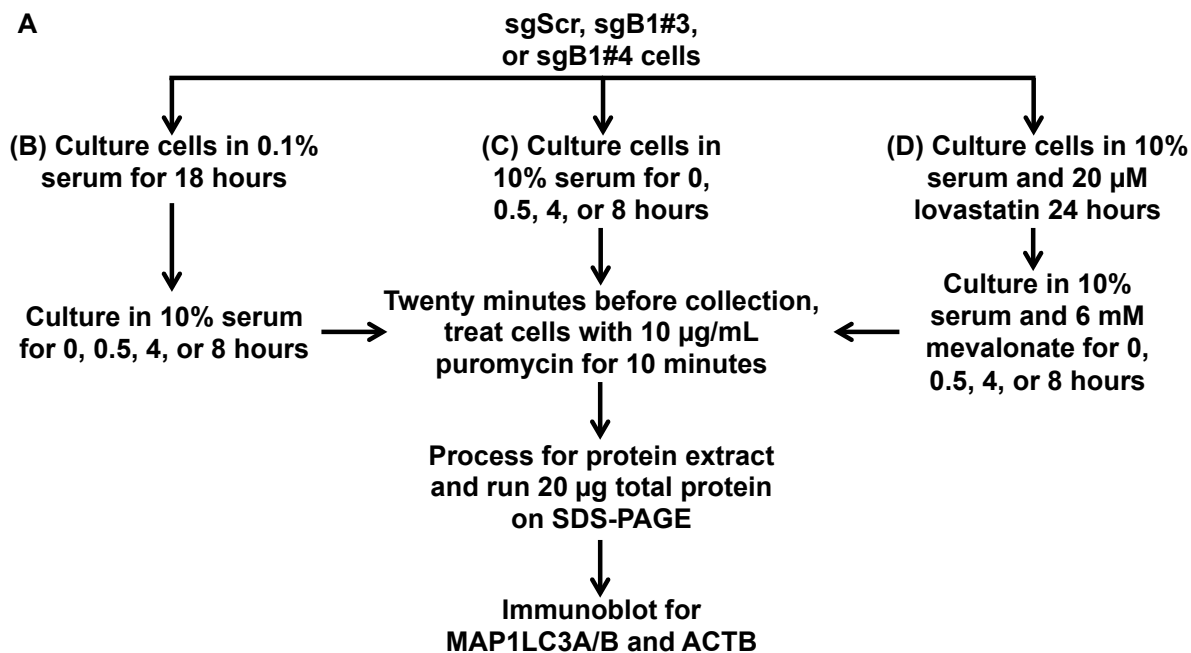 A
sgScr, sgB1#3,
or sgB1#4 cells
(B) Culture cells in 0.1%
serum for 18 hours
(C) Culture cells in
10% serum for 0,
0.5, 4, or 8 hours
(D) Culture cells in 10%
serum and 20 µM
lovastatin 24 hours
Culture in 10% serum
for 0, 0.5, 4, or 8 hours
Twenty minutes before collection,
treat cells with 10 µg/mL
puromycin for 10 minutes
Culture in 10%
serum and 6 mM
mevalonate for 0,
0.5, 4, or 8 hours
Process for protein extract
and run 20 µg total protein
on SDS-PAGE
Immunoblot for
MAP1LC3A/B and ACTB